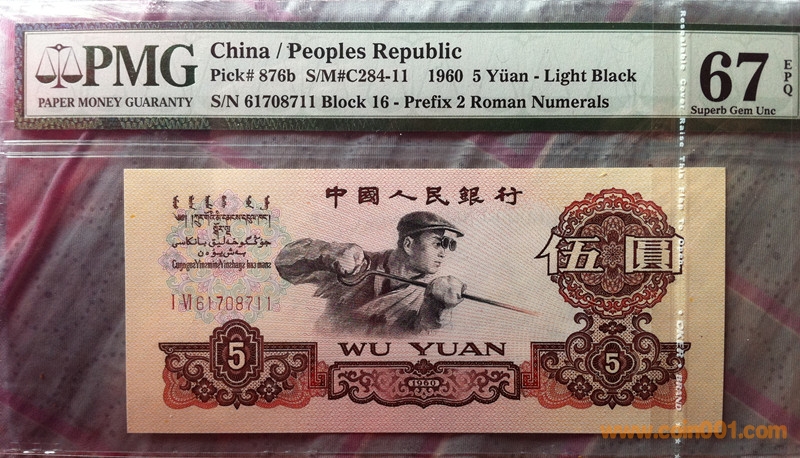 PMG
PAPER MONEY GUARANTY
China / Peoples Republic
Pick# 876b S/M#C284-11 1960 5 Yüan - Light Black
S/N 61708711 Block 16 - Prefix 2 Roman Numerals
67 EPQ
Superb Gem Unc
中國人民銀行
伍圓
I VI 61708711
5
WU YUAN
1960
5
www.coin001.com